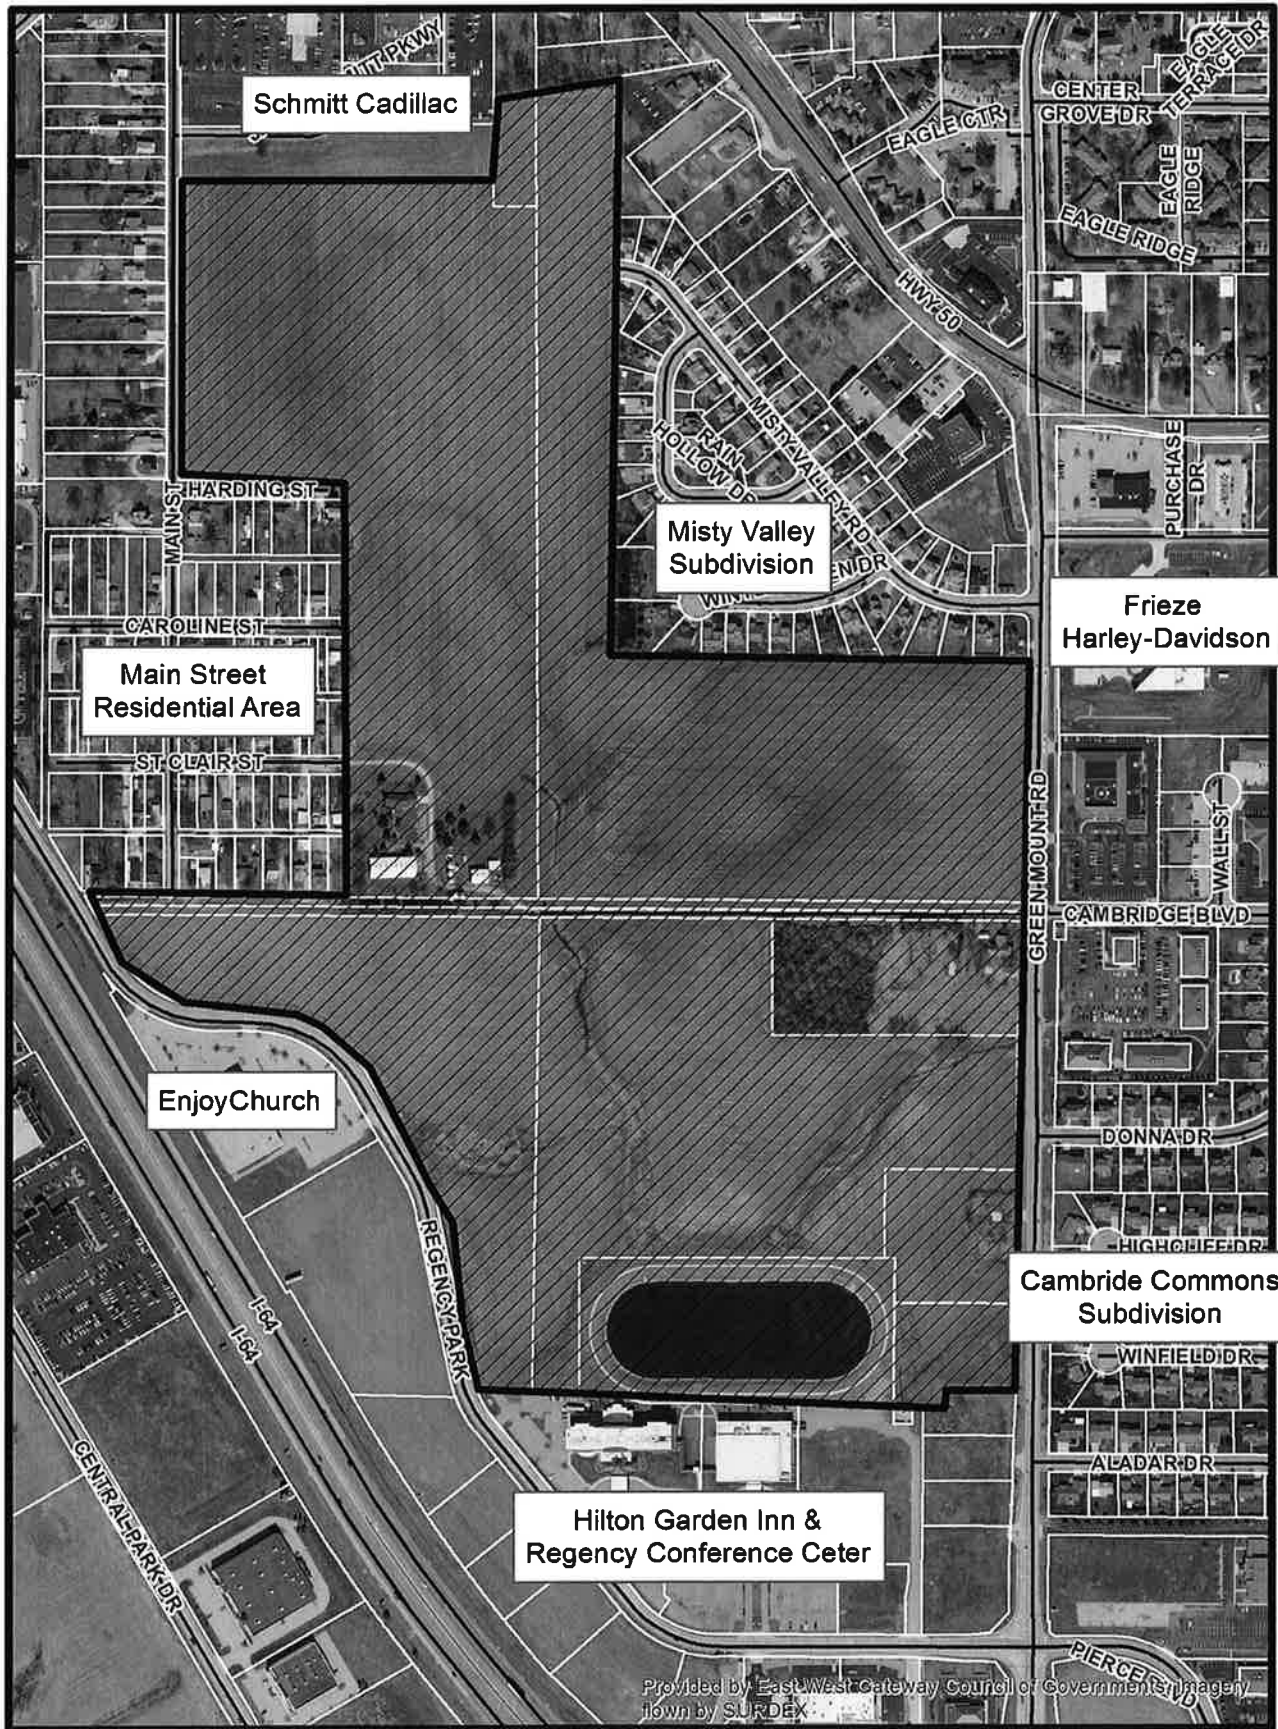 ITT PKWY
Schmitt Cadillac
EAGLE
TERRACE DR
CENTER
GROVE DR
EAGLE CTR
EAGLE
RIDGE
EAGLE RIDGE
HWY 50
MISTY VALLEY RD
RAIN
HOLLOW DR
PURCHASE
DR
HARDING ST
MAIN ST
Misty Valley
Subdivision
EN DR
Frieze
Harley-Davidson
CAROLINE ST
Main Street
Residential Area
ST CLAIR ST
GREEN MOUNT RD
WALL ST
CAMBRIDGE BLVD
EnjoyChurch
DONNA DR
REGENCY PARK
HIGHCLIFF DR
Cambride Commons
Subdivision
I-64
I-64
WINFIELD DR
CENTRAL PARK DR
ALADAR DR
Hilton Garden Inn &
Regency Conference Ceter
PIERCE BLVD
Provided by East-West Gateway Council of Governments, Imagery
flown by SURDEX